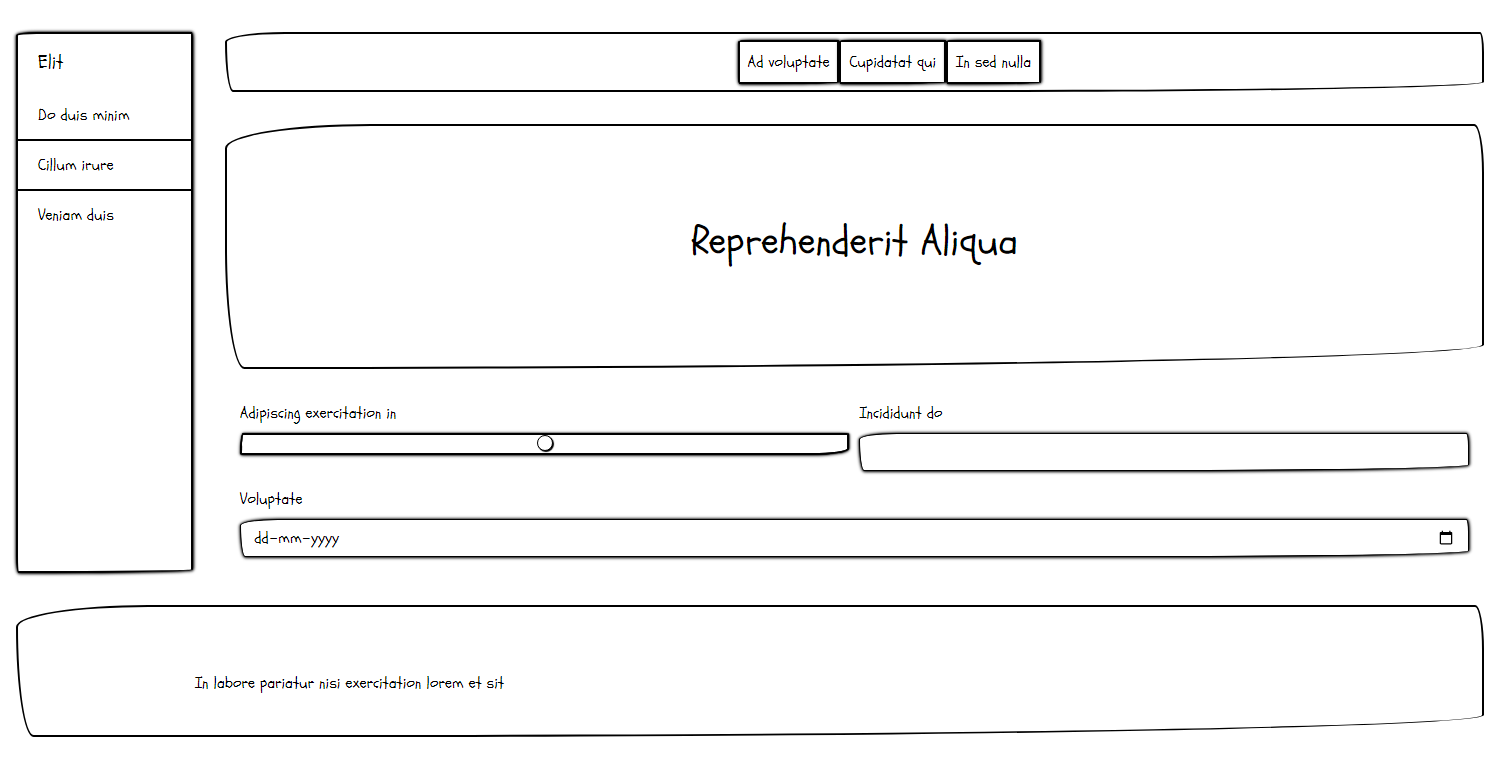 Elit
Do duis minim
Cillum irure
Veniam duis
Ad voluptate
Cupidatat qui
In sed nulla
Reprehenderit Aliqua
Adipiscing exercitation in
Incididunt do
Voluptate
dd-mm-yyyy
In labore pariatur nisi exercitation lorem et sit